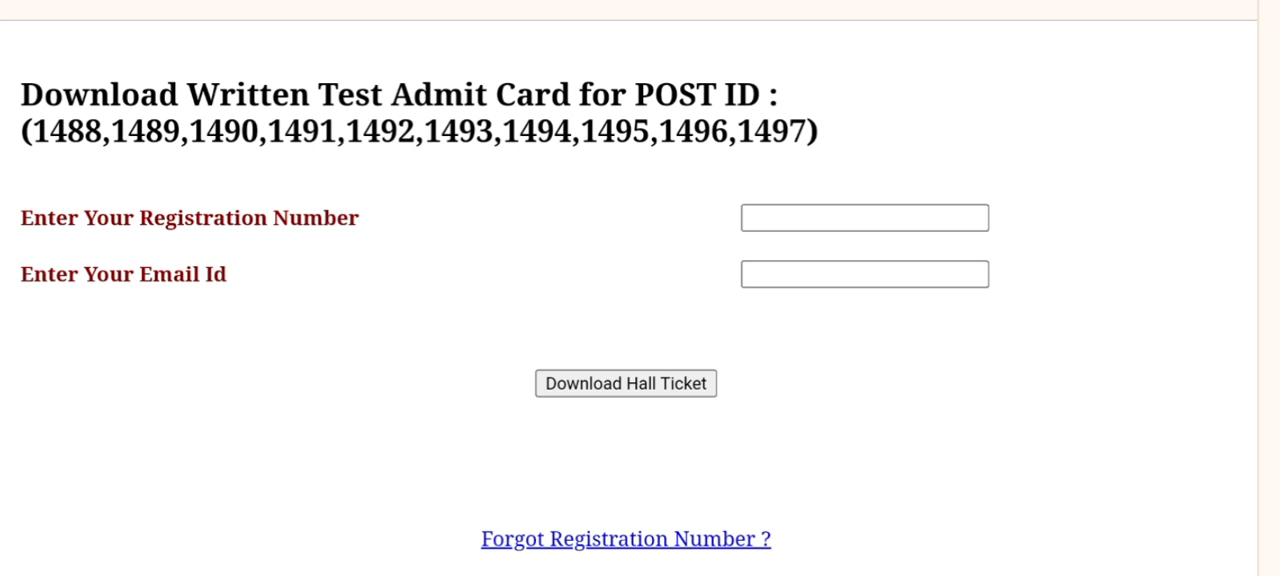 Download Written Test Admit Card for POST ID :
(1488,1489,1490,1491,1492,1493,1494,1495,1496,1497)
Enter Your Registration Number
Enter Your Email Id
Download Hall Ticket
Forgot Registration Number ?